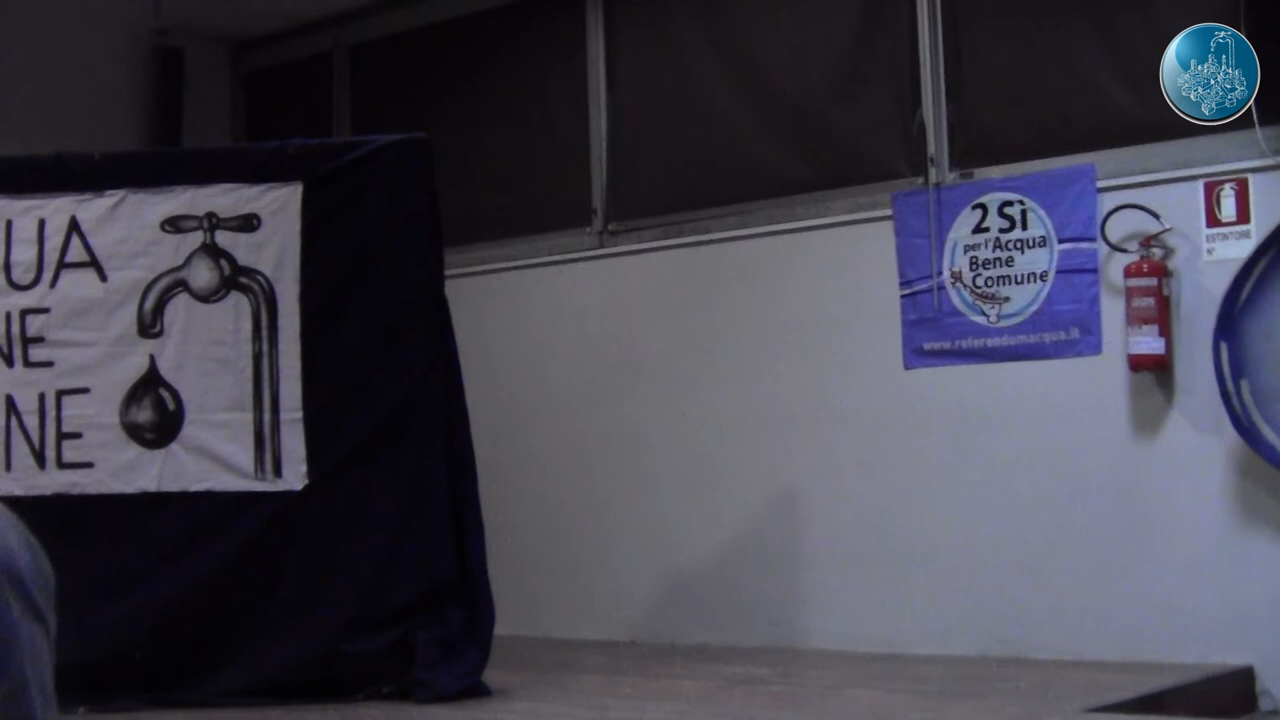 UA
NE
NE
2 Sì
per l'Acqua
Bene
Comune
www.referendumacqua.it
ESTINTORE
N°